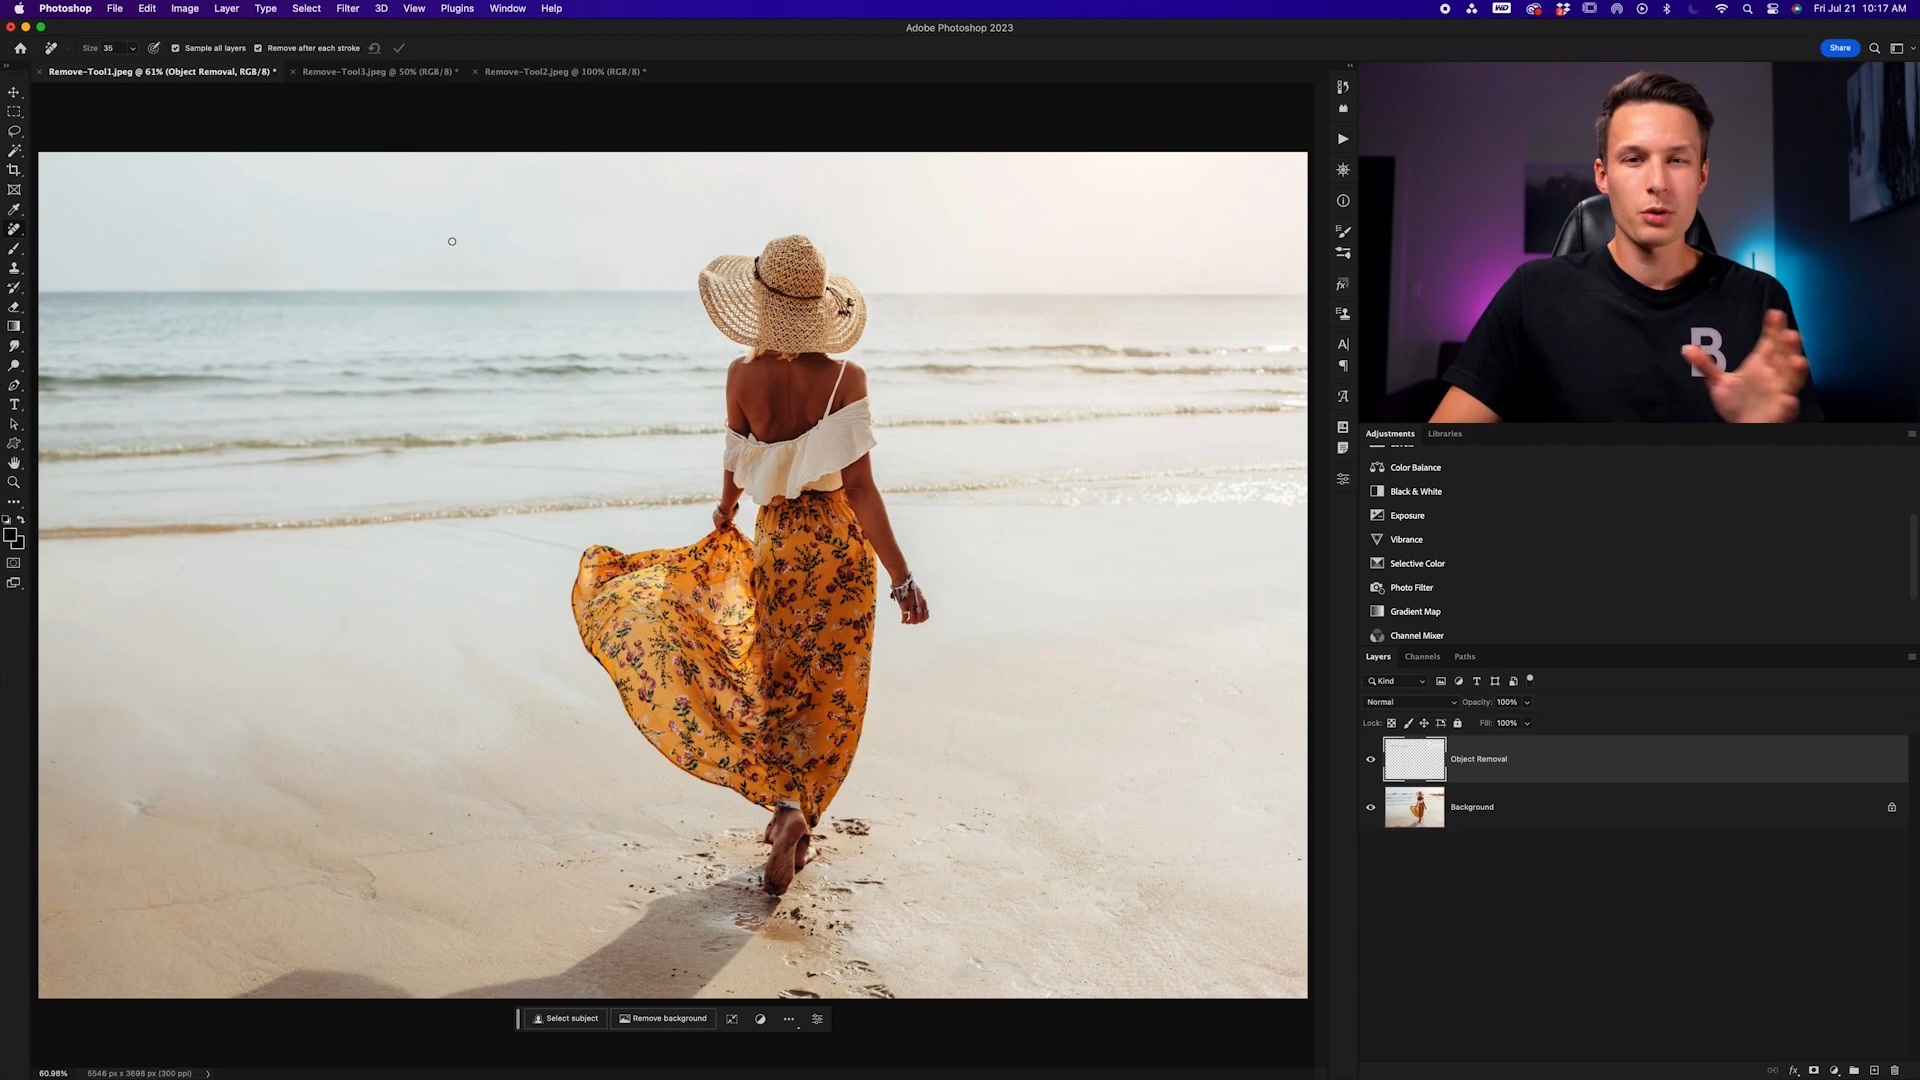 Photoshop File Edit Image Layer Type Select Filter 3D View Plugins Window Help
Fri Jul 21 10:17 AM
Adobe Photoshop 2023
Size 35 Sample all layers Remove after each stroke
Share
Remove-Tool1.jpeg @ 61% (Object Removal, RGB/8) * Remove-Tool3.jpeg @ 50% (RGB/8) * Remove-Tool2.jpeg @ 100% (RGB/8) *
B
Adjustments Libraries
Color Balance
Black & White
Exposure
Vibrance
Selective Color
Photo Filter
Gradient Map
Channel Mixer
Layers Channels Paths
Kind
Normal Opacity: 100%
Lock: Fill: 100%
Object Removal
Background
Select subject Remove background
60.98% 5546 px x 3698 px (300 ppi)